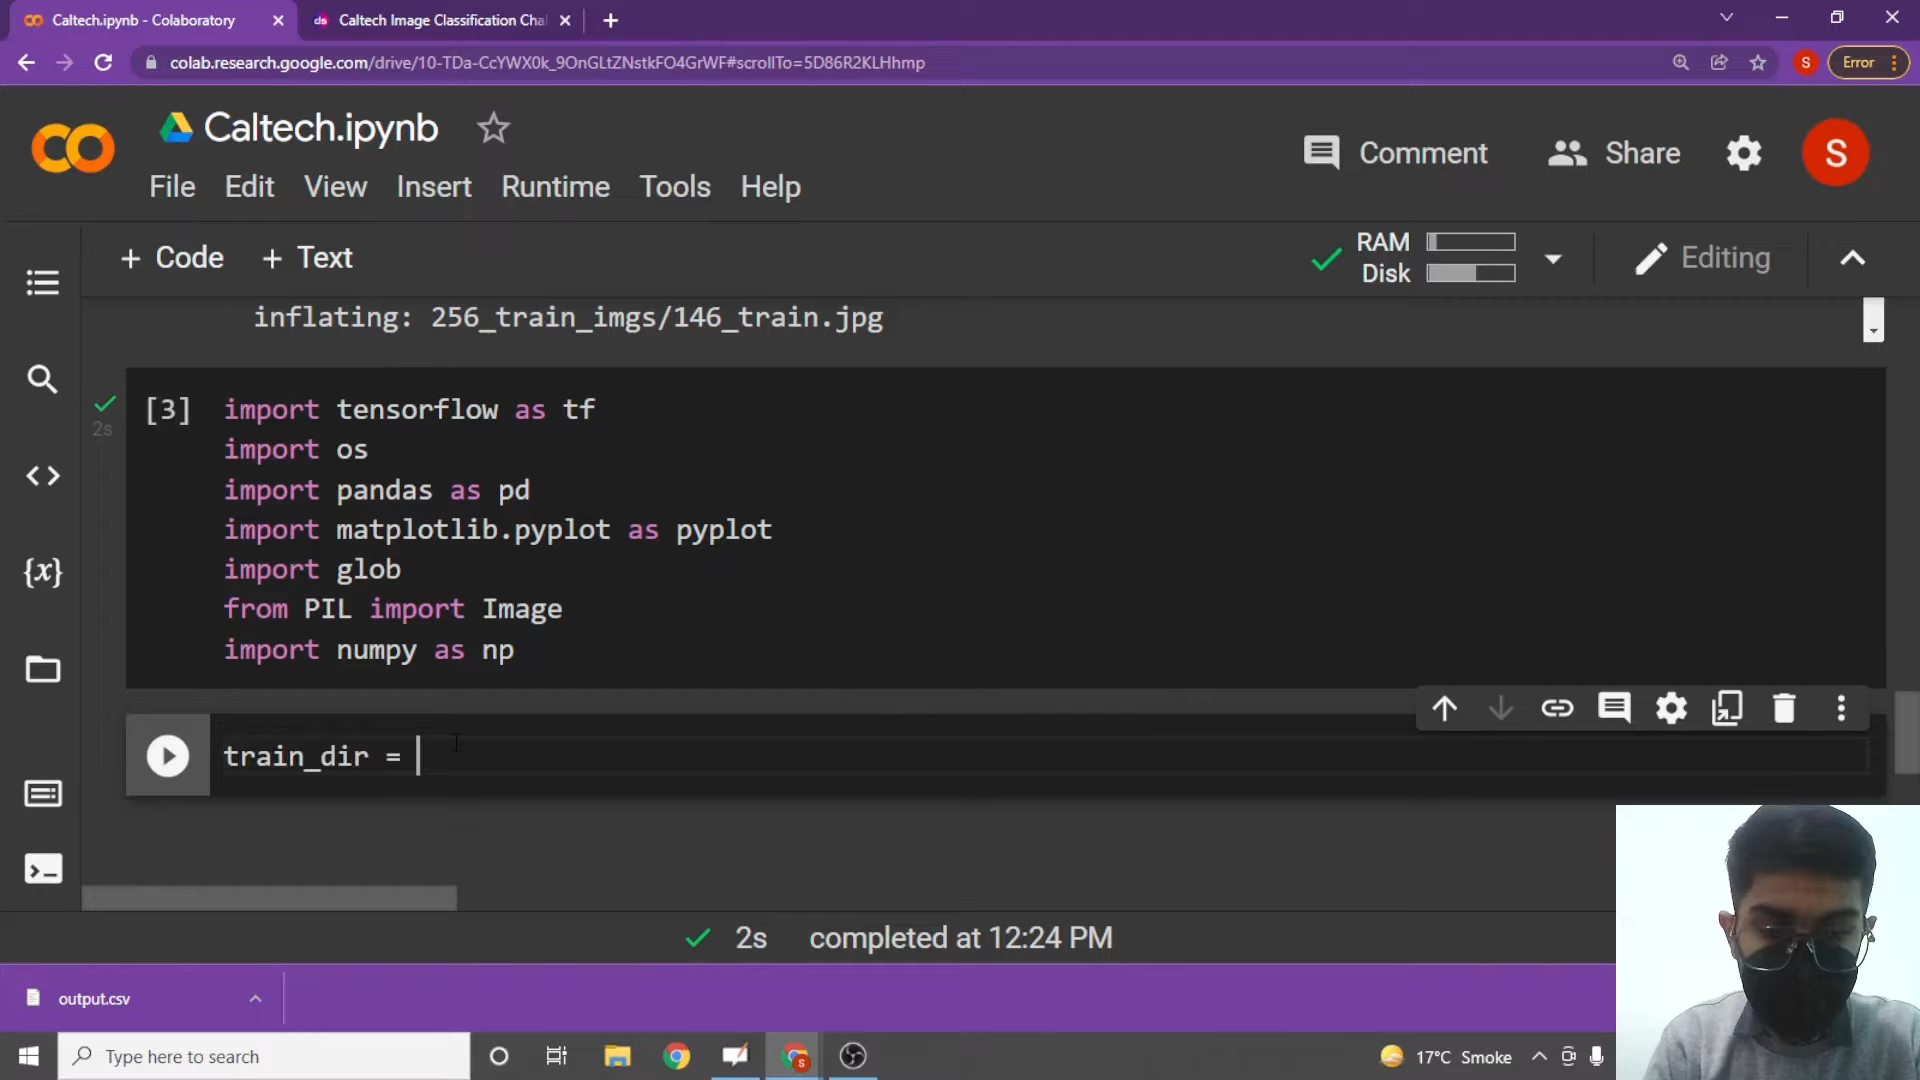 Caltech.ipynb - Colaboratory
Caltech Image Classification Cha
colab.research.google.com/drive/10-TDa-CcYWX0k_9OnGLtZNstkFO4GrWF#scrollTo=5D86R2KLHhmp
S
Error
CO
Caltech.ipynb
Comment
Share
S
File Edit View Insert Runtime Tools Help
+ Code + Text
RAM
Disk
Editing
inflating: 256_train_imgs/146_train.jpg
[3] import tensorflow as tf
2s
import os
import pandas as pd
import matplotlib.pyplot as pyplot
import glob
from PIL import Image
import numpy as np
{x}
train_dir =
2s completed at 12:24 PM
output.csv
Type here to search
17°C Smoke